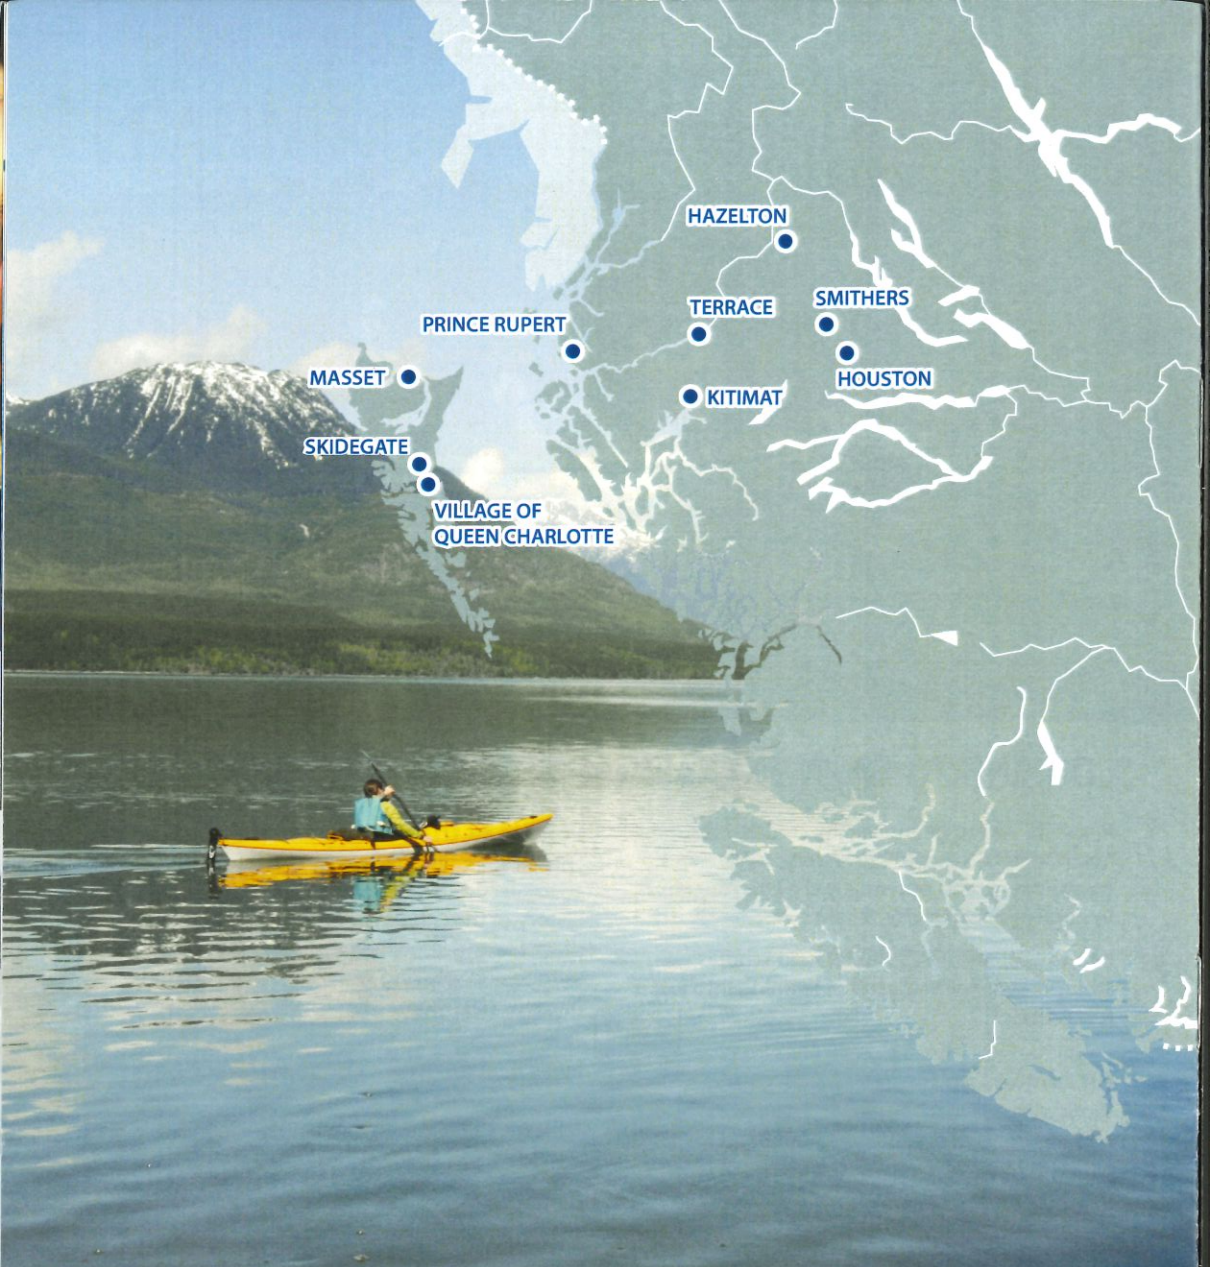 HAZELTON
SMITHERS
TERRACE
PRINCE RUPERT
MASSET
HOUSTON
KITIMAT
SKIDEGATE
VILLAGE OF
QUEEN CHARLOTTE